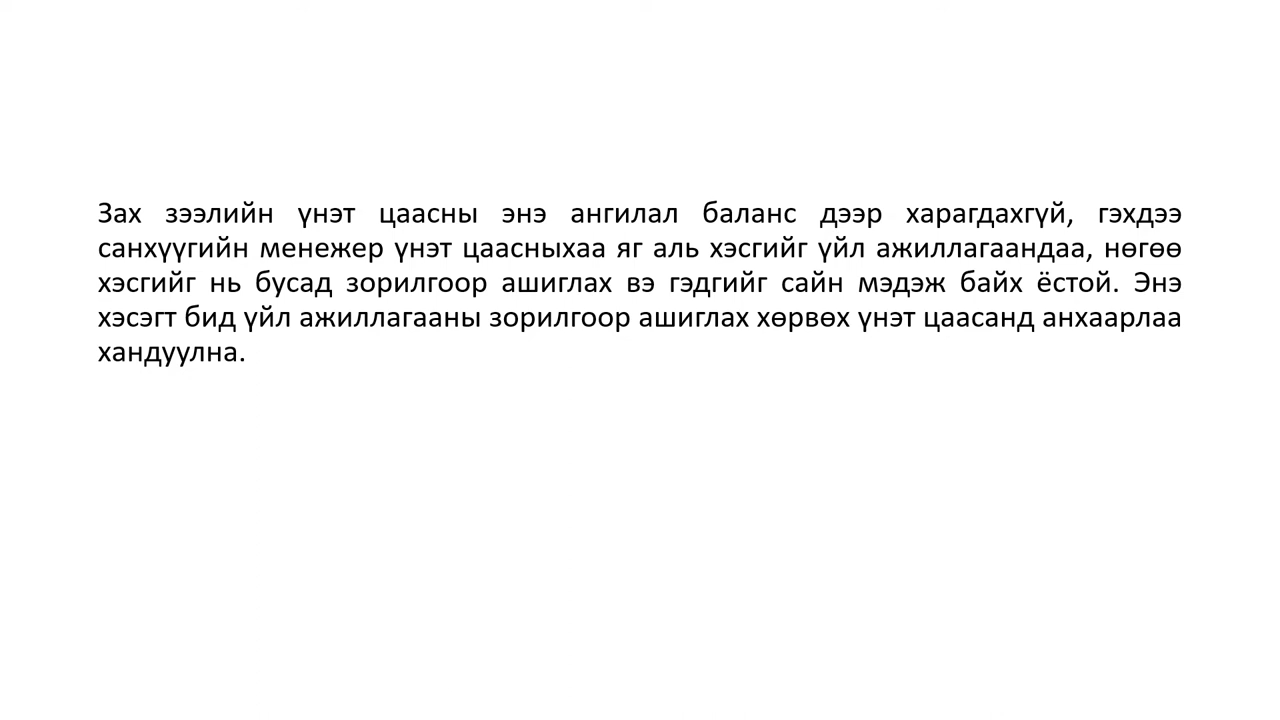 Зах зээлийн үнэт цаасны энэ ангилал баланс дээр харагдахгүй, гэхдээ
санхүүгийн менежер үнэт цаасныхаа яг аль хэсгийг үйл ажиллагаандаа, нөгөө
хэсгийг нь бусад зорилгоор ашиглах вэ гэдгийг сайн мэдэж байх ёстой. Энэ
хэсэгт бид үйл ажиллагааны зорилгоор ашиглах хөрвөх үнэт цаасанд анхаарлаа
хандуулна.